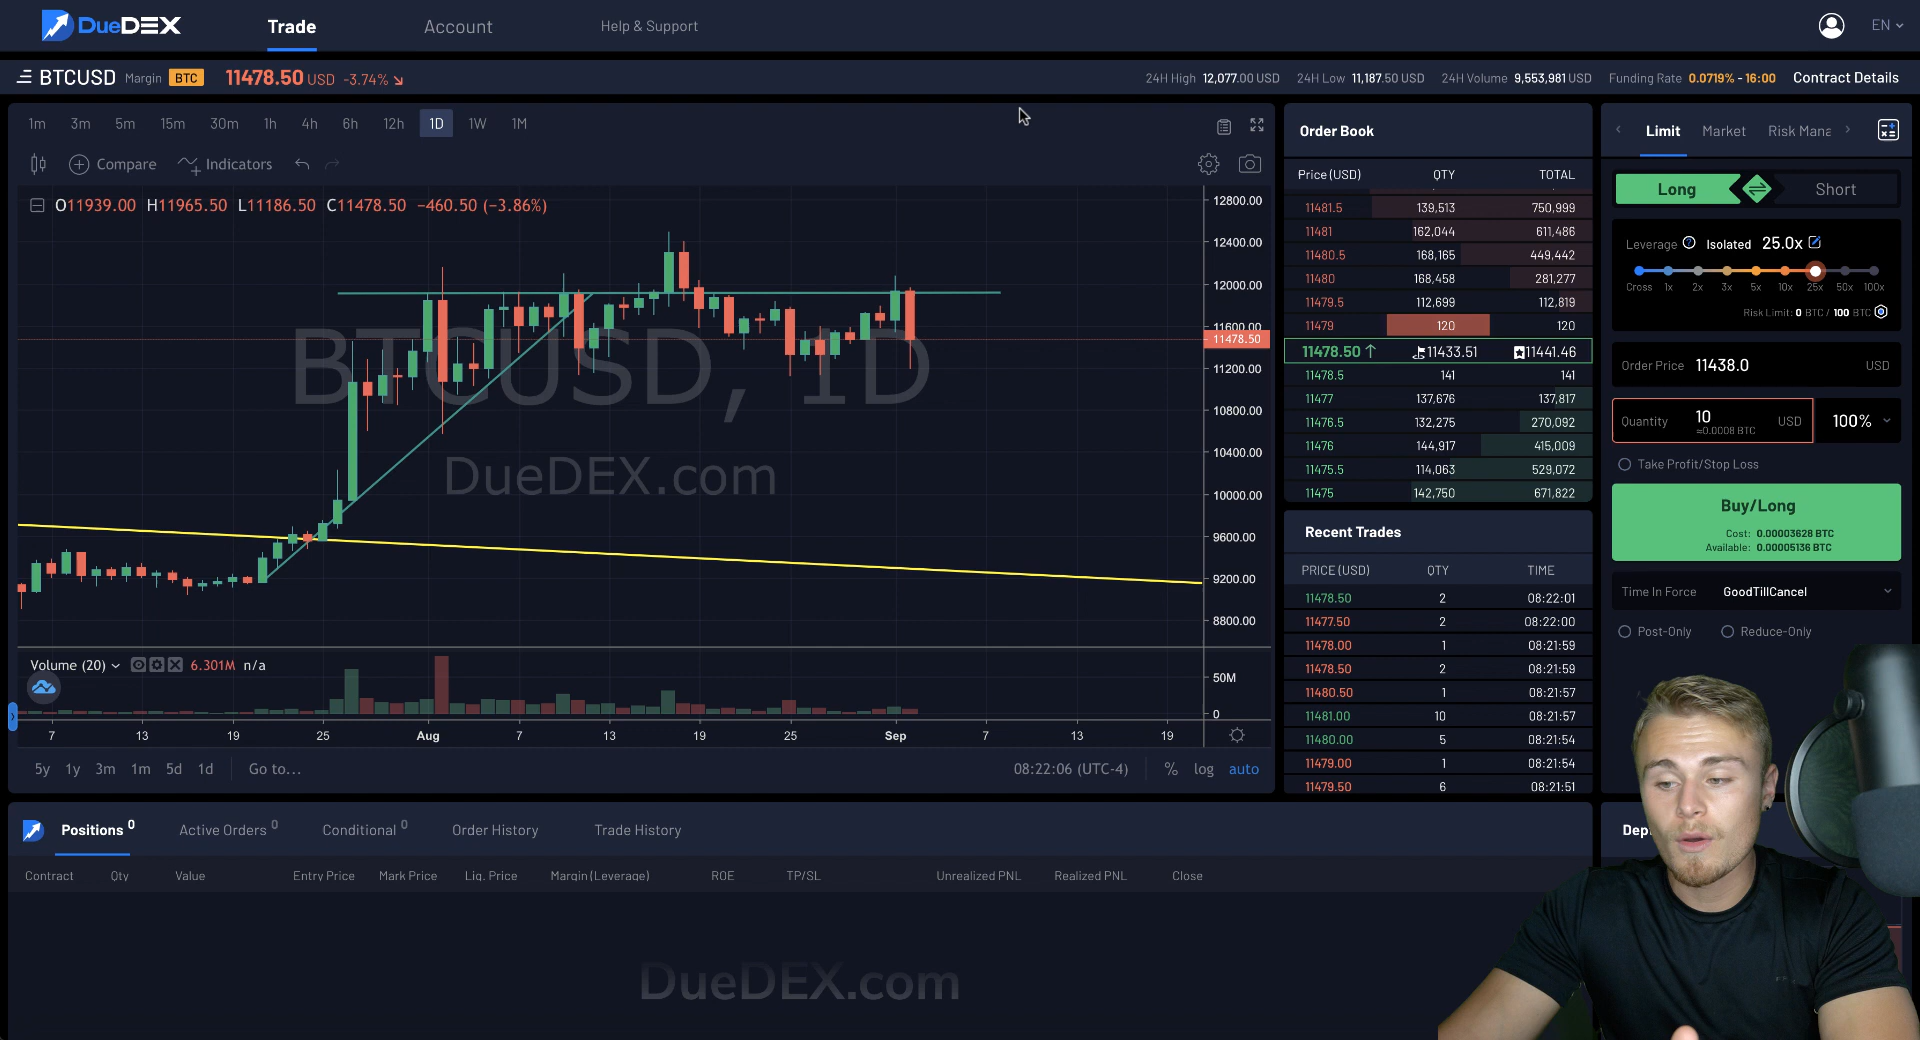 DueDEX
Trade
Account
Help & Support
EN
BTCUSD Margin BTC 11478.50 USD -3.74%
24H High 12,077.00 USD 24H Low 11,187.50 USD 24H Volume 9,553,981 USD Funding Rate 0.0719% - 16:00 Contract Details
1m 3m 5m 15m 30m 1h 4h 6h 12h 1D 1W 1M
Compare Indicators
O11939.00 H11965.50 L11186.50 C11478.50 −460.50 (−3.86%)
BTCUSD, 1D
DueDEX.com
12800.00
12400.00
12000.00
11600.00
11478.50
11200.00
10800.00
10400.00
10000.00
9600.00
9200.00
8800.00
Volume (20) 6.301M n/a
50M
0
7 13 19 25 Aug 7 13 19 25 Sep 7 13 19
5y 1y 3m 1m 5d 1d Go to... 08:22:06 (UTC-4) % log auto
Order Book
Price (USD) QTY TOTAL
11481.5 139,513 750,999
11481 162,044 611,486
11480.5 168,165 449,442
11480 168,458 281,277
11479.5 112,699 112,819
11479 120 120
11478.50 11433.51 11441.46
11478.5 141 141
11477 137,676 137,817
11476.5 132,275 270,092
11476 144,917 415,009
11475.5 114,063 529,072
11475 142,750 671,822
Recent Trades
PRICE (USD) QTY TIME
11478.50 2 08:22:01
11477.50 2 08:22:00
11478.00 1 08:21:59
11478.50 2 08:21:59
11480.50 1 08:21:57
11481.00 10 08:21:57
11480.00 5 08:21:54
11479.00 1 08:21:54
11479.50 6 08:21:51
Limit Market Risk Mana
Long Short
Leverage Isolated 25.0x
Cross 1x 2x 3x 5x 10x 25x 50x 100x
Risk Limit: 0 BTC / 100 BTC
Order Price 11438.0 USD
Quantity 10 USD 100%
≈0.0008 BTC
Take Profit/Stop Loss
Buy/Long
Cost: 0.00003628 BTC
Available: 0.00005136 BTC
Time In Force GoodTillCancel
Post-Only Reduce-Only
Positions 0 Active Orders 0 Conditional 0 Order History Trade History
Contract Qty Value Entry Price Mark Price Liq. Price Margin (Leverage) ROE TP/SL Unrealized PNL Realized PNL Close
DueDEX.com